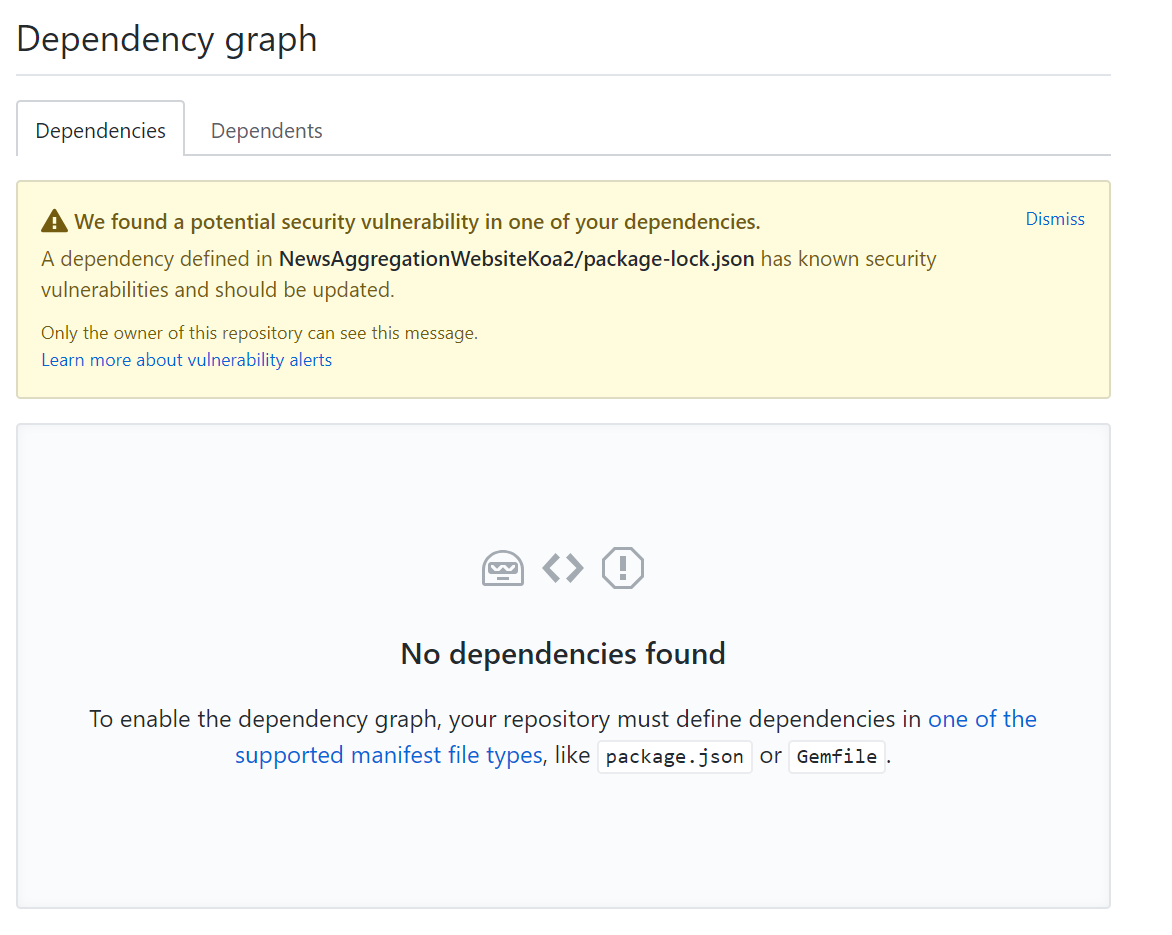 Dependency graph
Dependencies Dependents
We found a potential security vulnerability in one of your dependencies. Dismiss
A dependency defined in NewsAggregationWebsiteKoa2/package-lock.json has known security
vulnerabilities and should be updated.
Only the owner of this repository can see this message.
Learn more about vulnerability alerts
No dependencies found
To enable the dependency graph, your repository must define dependencies in one of the
supported manifest file types, like package.json or Gemfile.